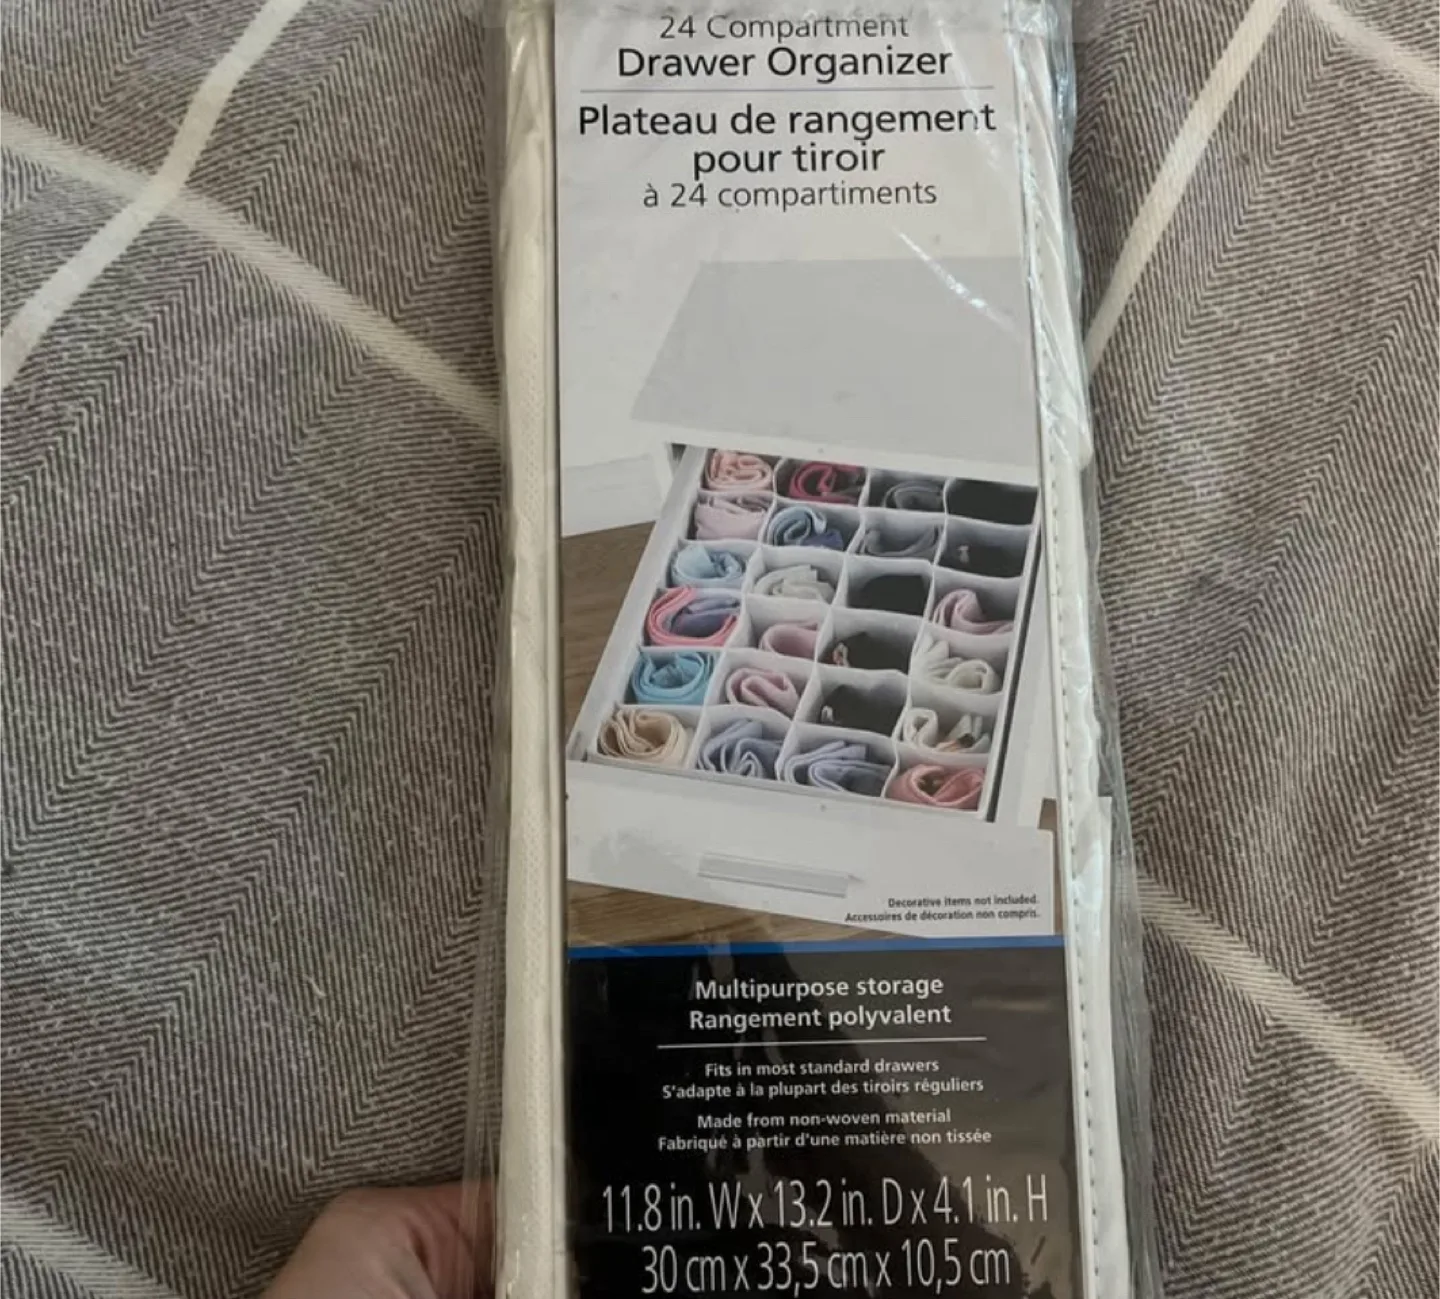 24 Compartment
Drawer Organizer
Plateau de rangement
pour tiroir
à 24 compartiments
Decorative items not included.
Accessoires de décoration non compris.
Multipurpose storage
Rangement polyvalent
Fits in most standard drawers
S'adapte à la plupart des tiroirs réguliers
Made from non-woven material
Fabriqué à partir d'une matière non tissée
11.8 in. W x 13.2 in. D x 4.1 in. H
30 cm x 33,5 cm x 10,5 cm